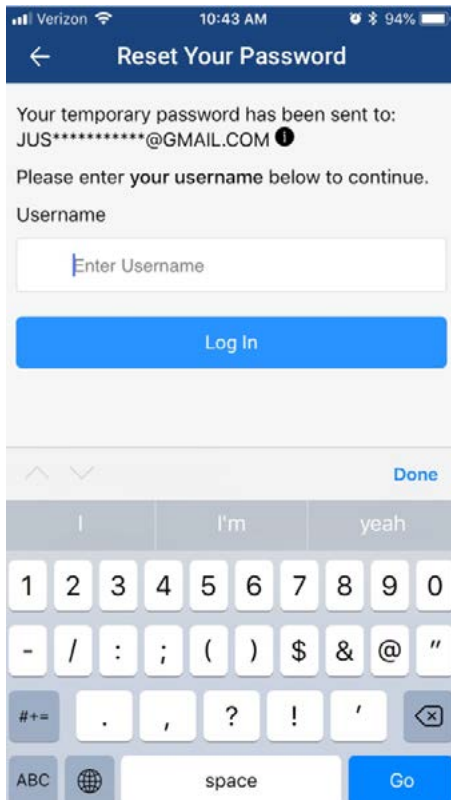 Verizon 10:43 AM 94%
Reset Your Password
Your temporary password has been sent to:
JUS***********@GMAIL.COM
Please enter your username below to continue.
Username
Enter Username
Log In
Done
I I'm yeah
1 2 3 4 5 6 7 8 9 0
- / : ; ( ) $ & @ "
#+= . , ? ! '
ABC space Go